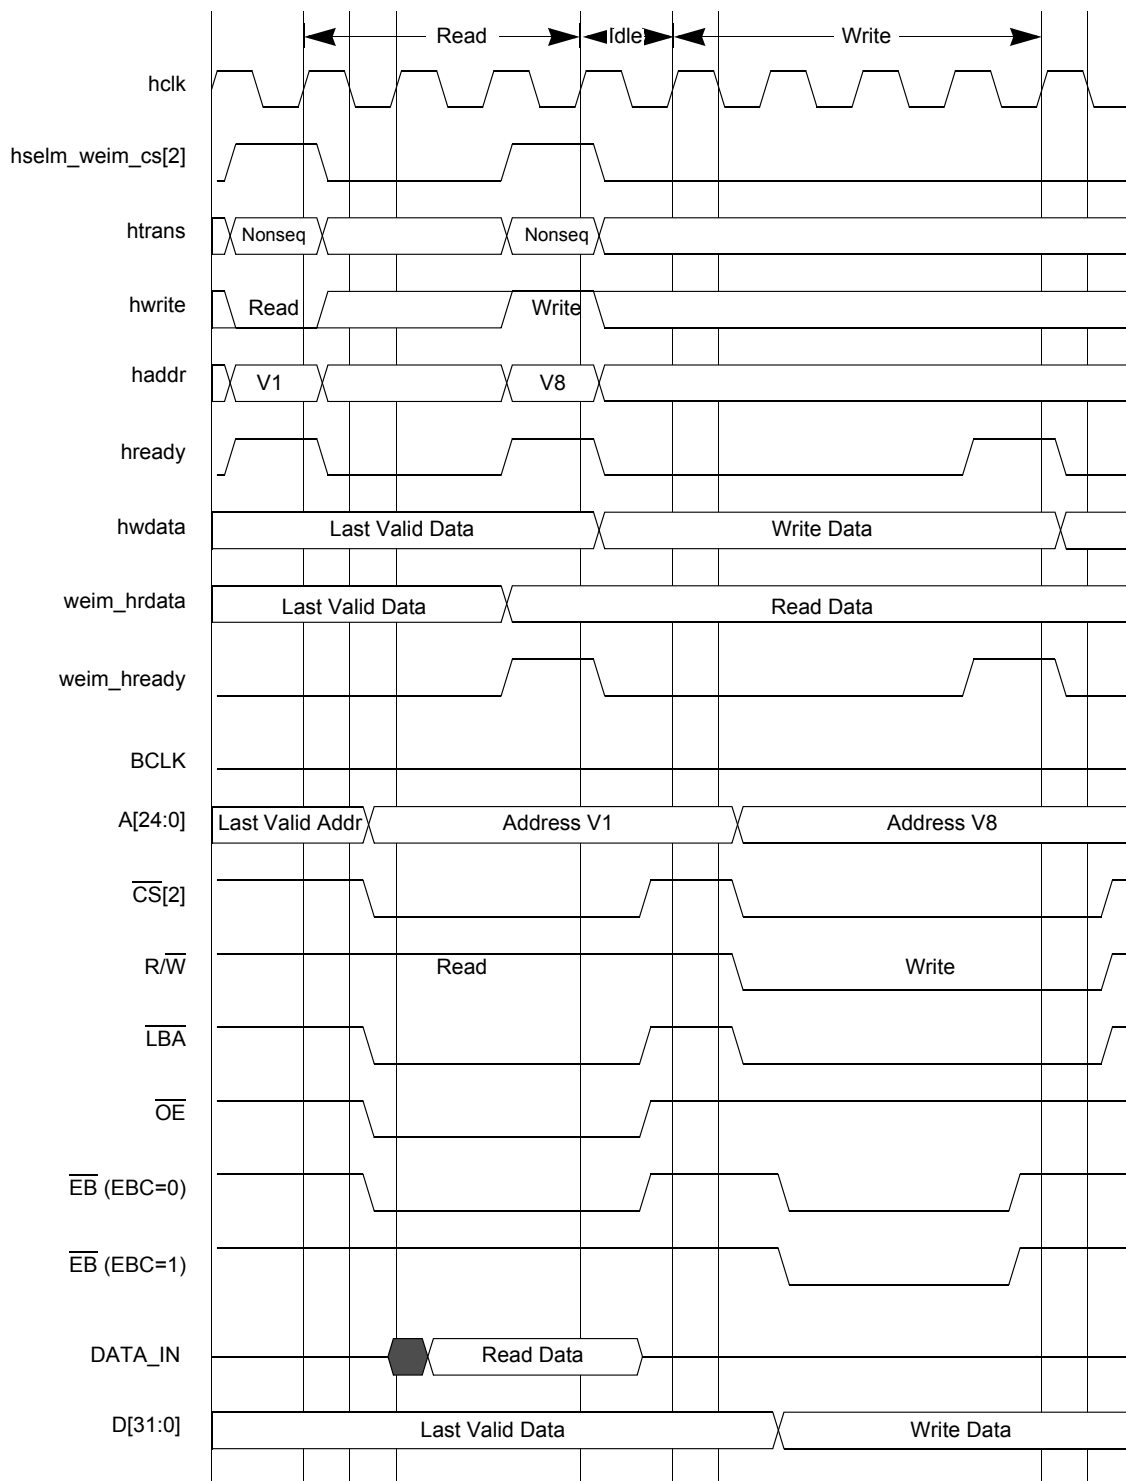 Read Idle Write
hclk
hselm_weim_cs[2]
htrans Nonseq Nonseq
hwrite Read Write
haddr V1 V8
hready
hwdata Last Valid Data Write Data
weim_hrdata Last Valid Data Read Data
weim_hready
BCLK
A[24:0] Last Valid Addr Address V1 Address V8
CS[2]
R/W Read Write
LBA
OE
EB (EBC=0)
EB (EBC=1)
DATA_IN Read Data
D[31:0] Last Valid Data Write Data